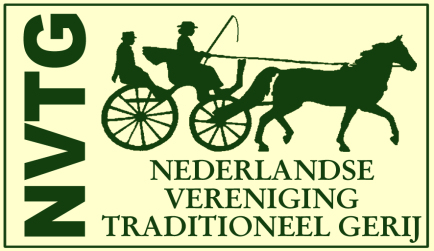 NVTG
NEDERLANDSE
VERENIGING
TRADITIONEEL GERIJ